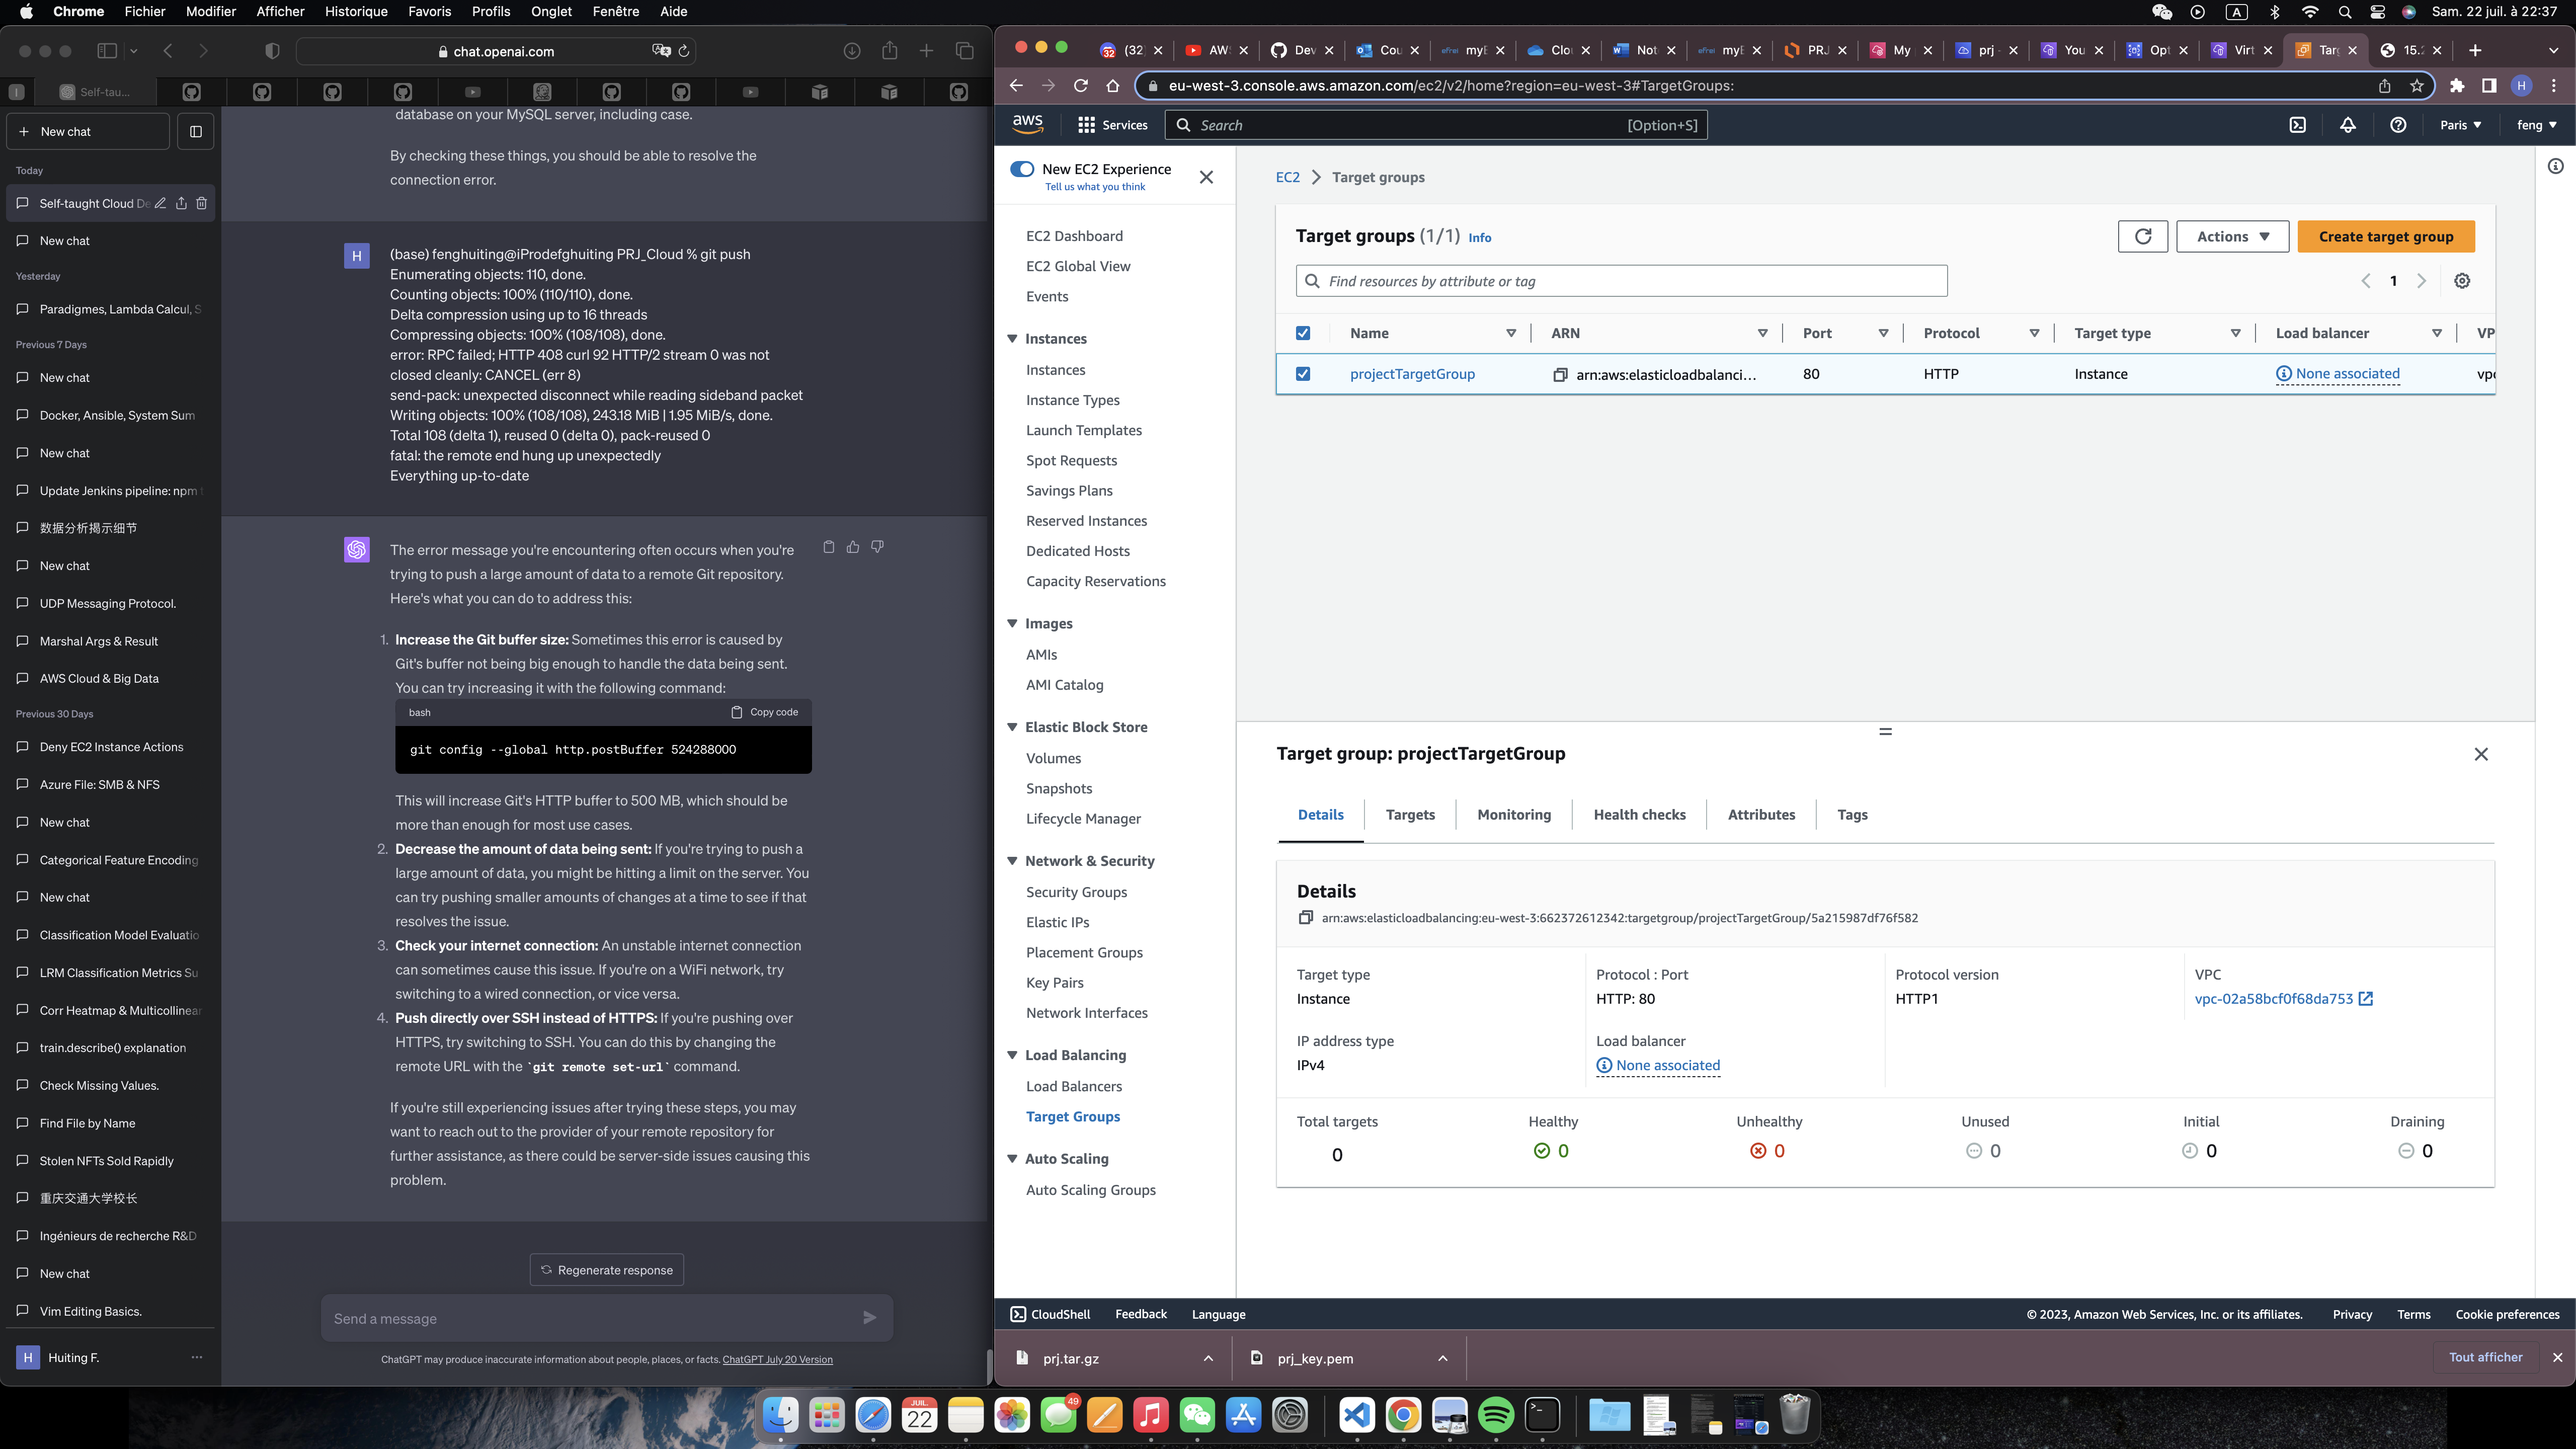 Chrome Fichier Modifier Afficher Historique Favoris Profils Onglet Fenêtre Aide
A Sam. 22 juil. à 22:37
chat.openai.com
Self-tau...
New chat
Today
Self-taught Cloud De
New chat
Yesterday
Paradigmes, Lambda Calcul, S
Previous 7 Days
New chat
Docker, Ansible, System Sum
New chat
Update Jenkins pipeline: npm
数据分析揭示细节
New chat
UDP Messaging Protocol.
Marshal Args & Result
AWS Cloud & Big Data
Previous 30 Days
Deny EC2 Instance Actions
Azure File: SMB & NFS
New chat
Categorical Feature Encoding
New chat
Classification Model Evaluatio
LRM Classification Metrics Su
Corr Heatmap & Multicollinear
train.describe() explanation
Check Missing Values.
Find File by Name
Stolen NFTs Sold Rapidly
重庆交通大学校长
Ingénieurs de recherche R&D
New chat
Vim Editing Basics.
H Huiting F.
database on your MySQL server, including case.
By checking these things, you should be able to resolve the
connection error.
H
(base) fenghuiting@iProdefghuiting PRJ_Cloud % git push
Enumerating objects: 110, done.
Counting objects: 100% (110/110), done.
Delta compression using up to 16 threads
Compressing objects: 100% (108/108), done.
error: RPC failed; HTTP 408 curl 92 HTTP/2 stream 0 was not
closed cleanly: CANCEL (err 8)
send-pack: unexpected disconnect while reading sideband packet
Writing objects: 100% (108/108), 243.18 MiB | 1.95 MiB/s, done.
Total 108 (delta 1), reused 0 (delta 0), pack-reused 0
fatal: the remote end hung up unexpectedly
Everything up-to-date
The error message you're encountering often occurs when you're
trying to push a large amount of data to a remote Git repository.
Here's what you can do to address this:
1. Increase the Git buffer size: Sometimes this error is caused by
Git's buffer not being big enough to handle the data being sent.
You can try increasing it with the following command:
bash Copy code
git config --global http.postBuffer 524288000
This will increase Git's HTTP buffer to 500 MB, which should be
more than enough for most use cases.
2. Decrease the amount of data being sent: If you're trying to push a
large amount of data, you might be hitting a limit on the server. You
can try pushing smaller amounts of changes at a time to see if that
resolves the issue.
3. Check your internet connection: An unstable internet connection
can sometimes cause this issue. If you're on a WiFi network, try
switching to a wired connection, or vice versa.
4. Push directly over SSH instead of HTTPS: If you're pushing over
HTTPS, try switching to SSH. You can do this by changing the
remote URL with the `git remote set-url` command.
If you're still experiencing issues after trying these steps, you may
want to reach out to the provider of your remote repository for
further assistance, as there could be server-side issues causing this
problem.
Regenerate response
Send a message
ChatGPT may produce inaccurate information about people, places, or facts. ChatGPT July 20 Version
32 (32) AW Dev Cou efrei myE Clo Not efrei myE PRJ My prj You Opt Virt Tar 15.
eu-west-3.console.aws.amazon.com/ec2/v2/home?region=eu-west-3#TargetGroups:
H
aws Services Search [Option+S] Paris feng
New EC2 Experience
Tell us what you think
EC2 Dashboard
EC2 Global View
Events
Instances
Instances
Instance Types
Launch Templates
Spot Requests
Savings Plans
Reserved Instances
Dedicated Hosts
Capacity Reservations
Images
AMIs
AMI Catalog
Elastic Block Store
Volumes
Snapshots
Lifecycle Manager
Network & Security
Security Groups
Elastic IPs
Placement Groups
Key Pairs
Network Interfaces
Load Balancing
Load Balancers
Target Groups
Auto Scaling
Auto Scaling Groups
EC2 Target groups
Target groups (1/1) Info Actions Create target group
Find resources by attribute or tag 1
Name ARN Port Protocol Target type Load balancer VP
projectTargetGroup arn:aws:elasticloadbalanci... 80 HTTP Instance None associated vpc
Target group: projectTargetGroup
Details Targets Monitoring Health checks Attributes Tags
Details
arn:aws:elasticloadbalancing:eu-west-3:662372612342:targetgroup/projectTargetGroup/5a215987df76f582
Target type Protocol : Port Protocol version VPC
Instance HTTP: 80 HTTP1 vpc-02a58bcf0f68da753
IP address type Load balancer
IPv4 None associated
Total targets Healthy Unhealthy Unused Initial Draining
0 0 0 0 0 0
CloudShell Feedback Language © 2023, Amazon Web Services, Inc. or its affiliates. Privacy Terms Cookie preferences
prj.tar.gz prj_key.pem Tout afficher
JUIL. 22 49